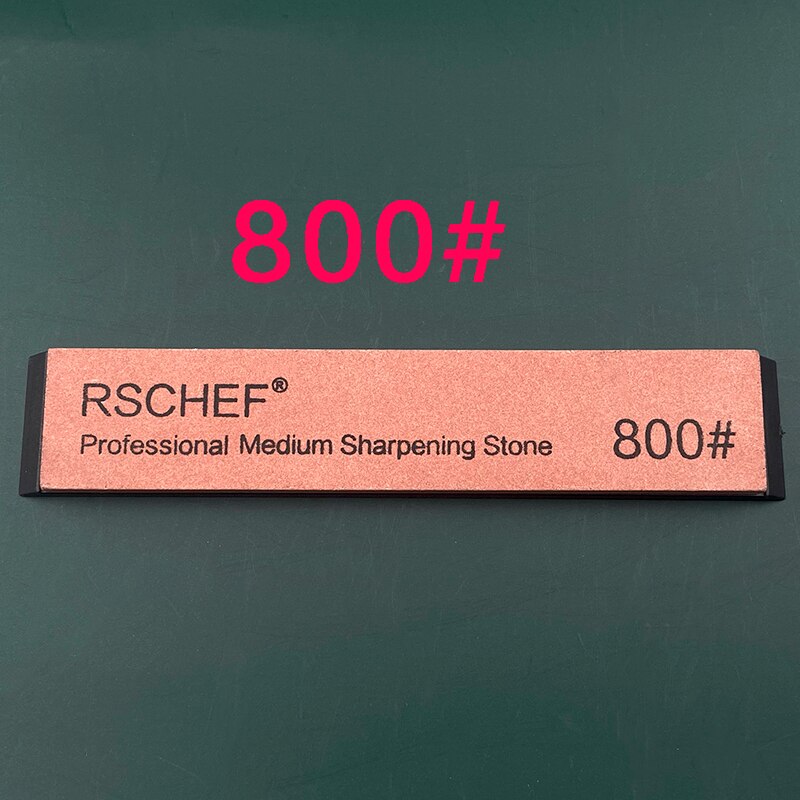 800#
RSCHEF®
Professional Medium Sharpening Stone
800#